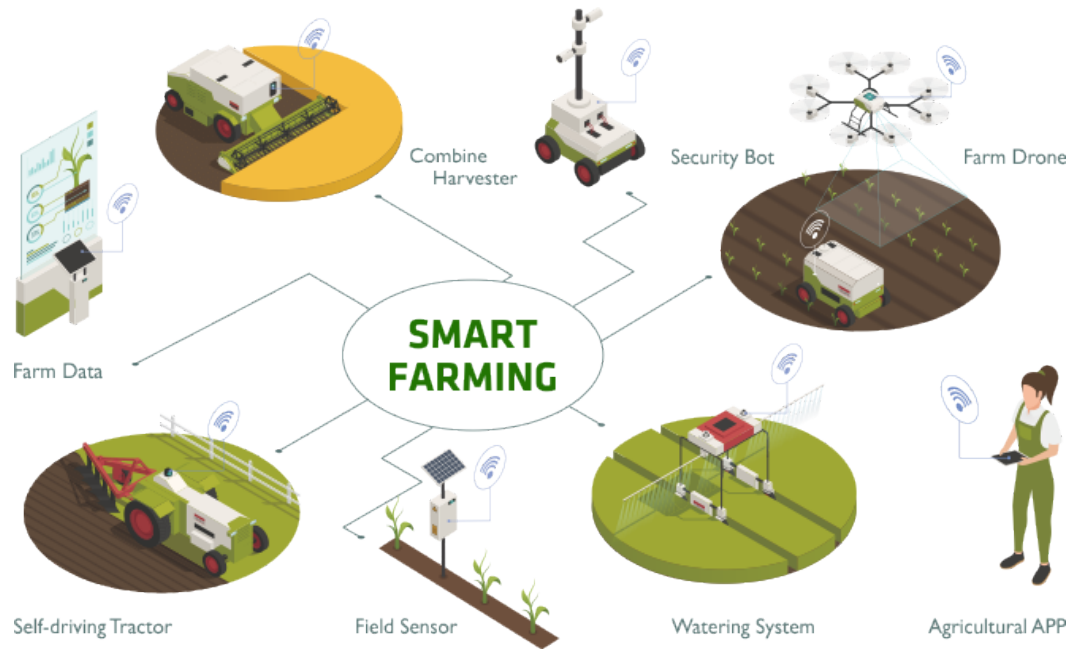 Combine
Harvester
Security Bot
Farm Drone
SMART
FARMING
Farm Data
Self-driving Tractor
Field Sensor
Watering System
Agricultural APP